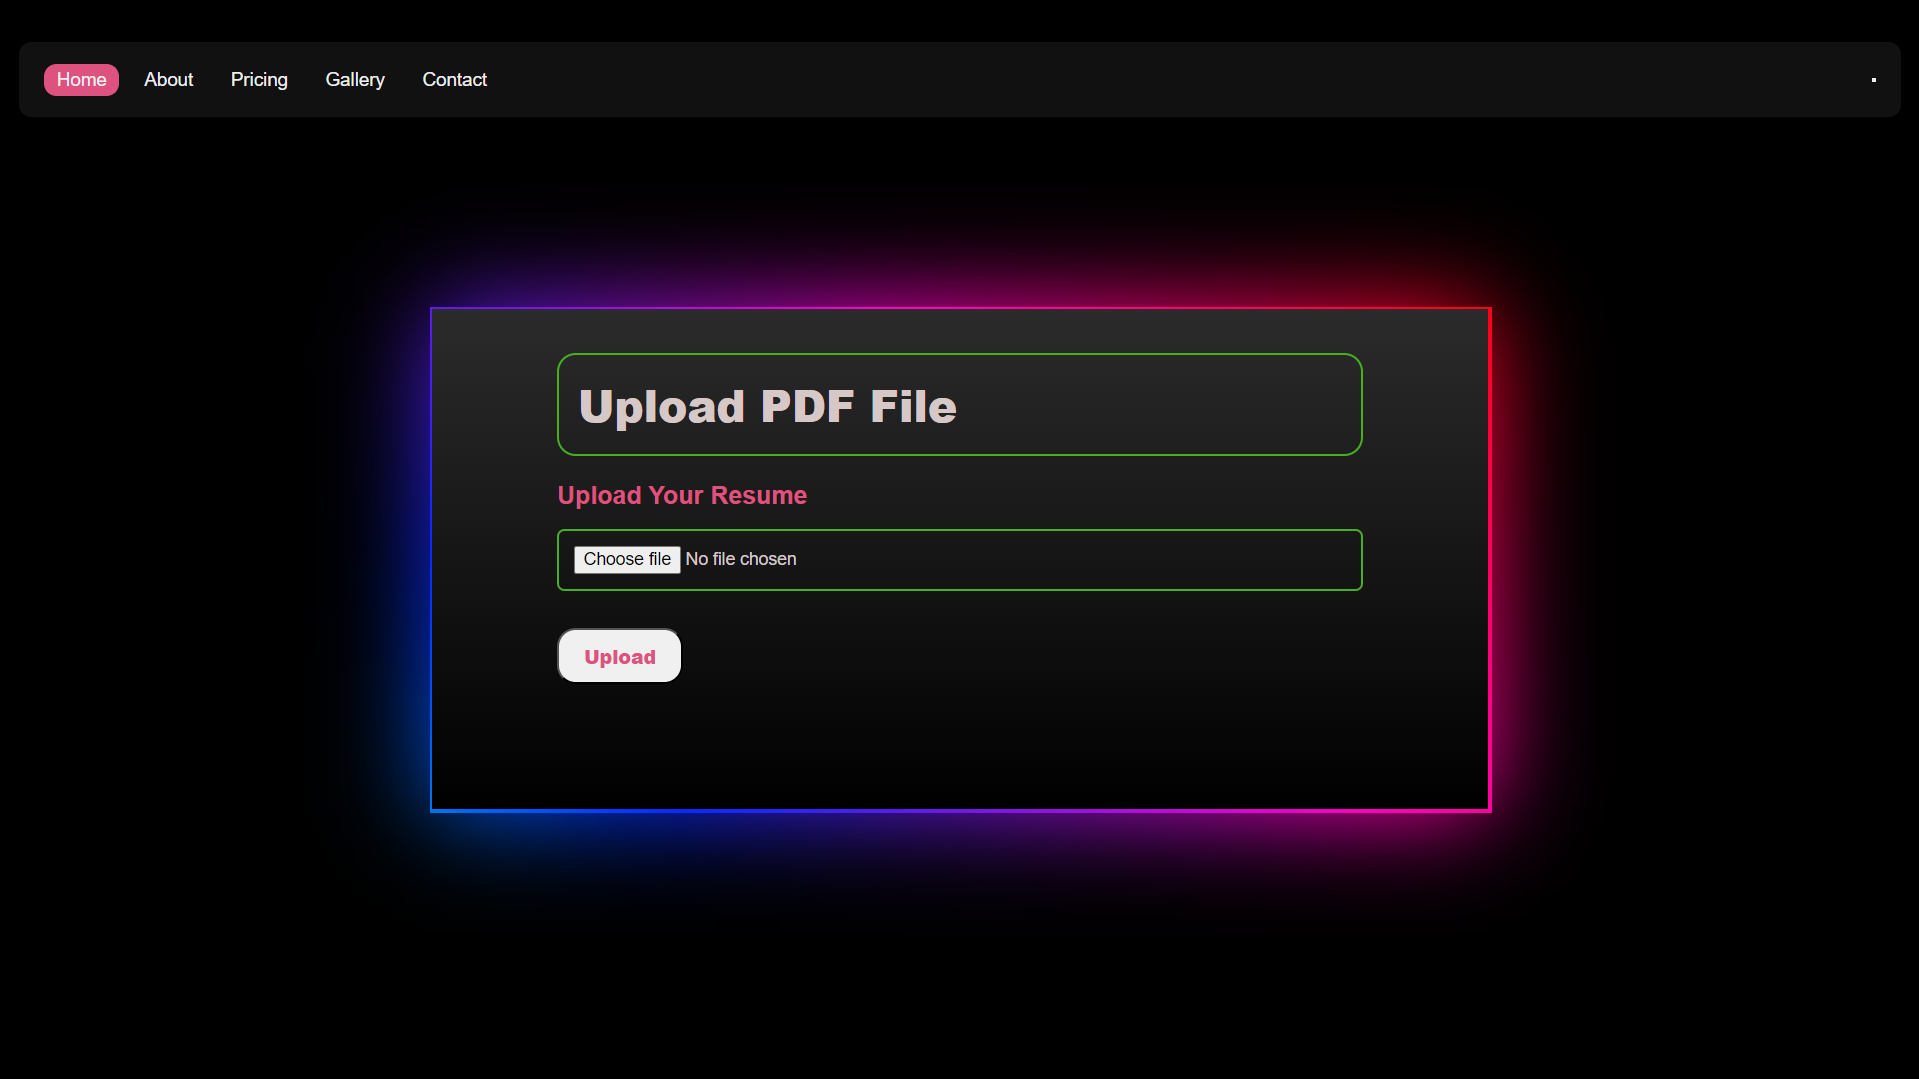 Home About Pricing Gallery Contact
Upload PDF File
Upload Your Resume
Choose file No file chosen
Upload